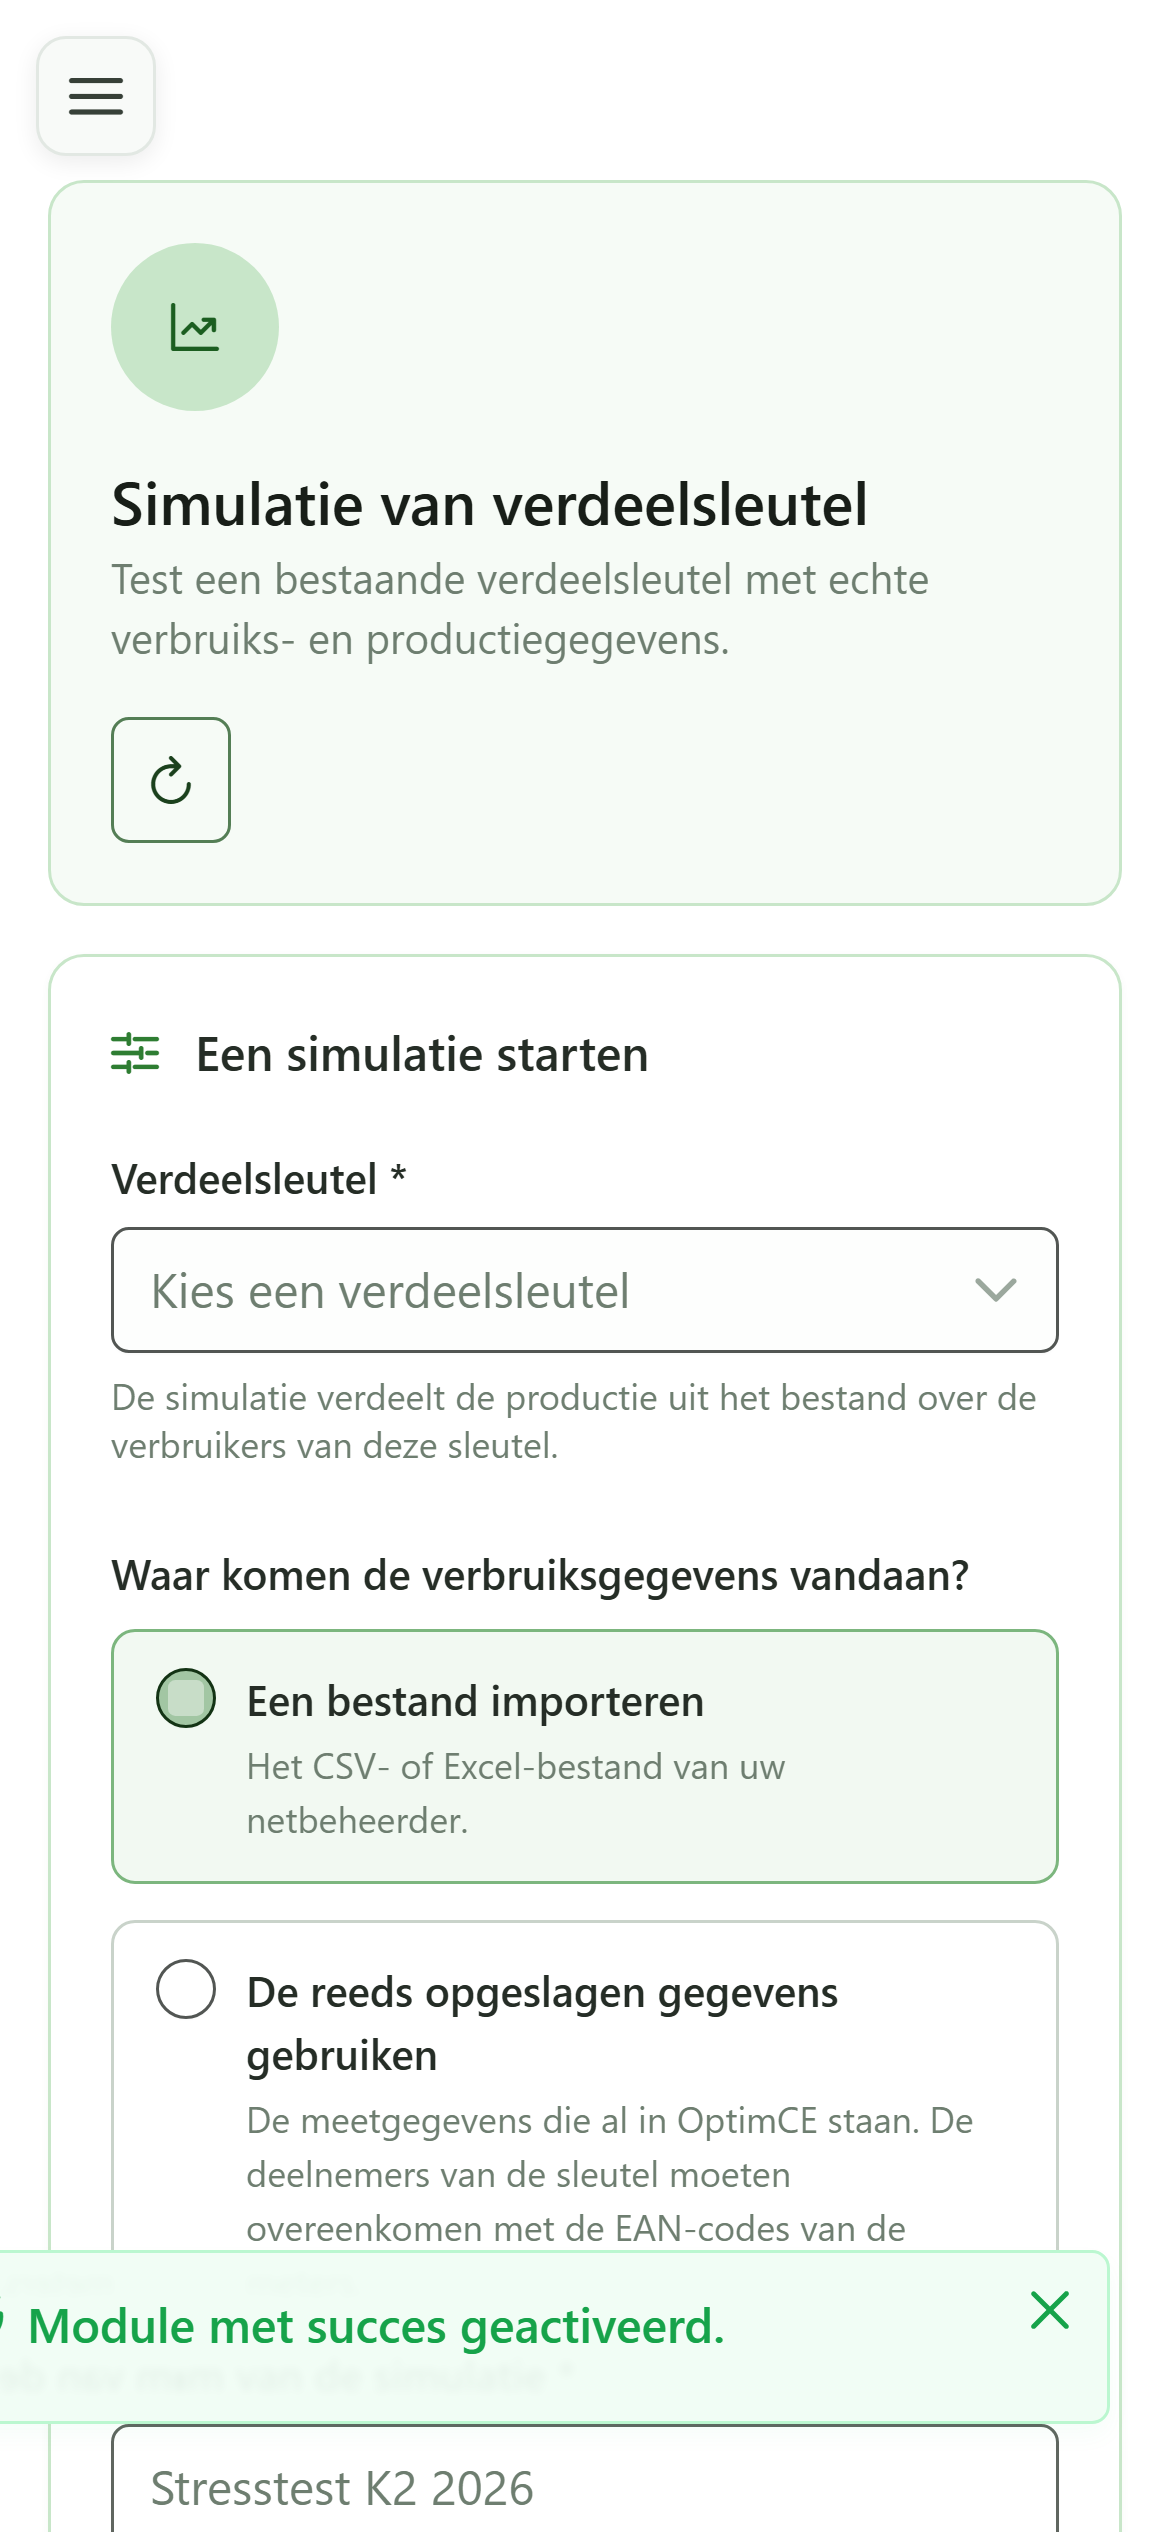 Simulatie van verdeelsleutel
Test een bestaande verdeelsleutel met echte
verbruiks- en productiegegevens.
Een simulatie starten
Verdeelsleutel *
Kies een verdeelsleutel
De simulatie verdeelt de productie uit het bestand over de
verbruikers van deze sleutel.
Waar komen de verbruiksgegevens vandaan?
Een bestand importeren
Het CSV- of Excel-bestand van uw
netbeheerder.
De reeds opgeslagen gegevens
gebruiken
De meetgegevens die al in OptimCE staan. De
deelnemers van de sleutel moeten
overeenkomen met de EAN-codes van de
Module met succes geactiveerd.
van de simulatie *
Stresstest K2 2026